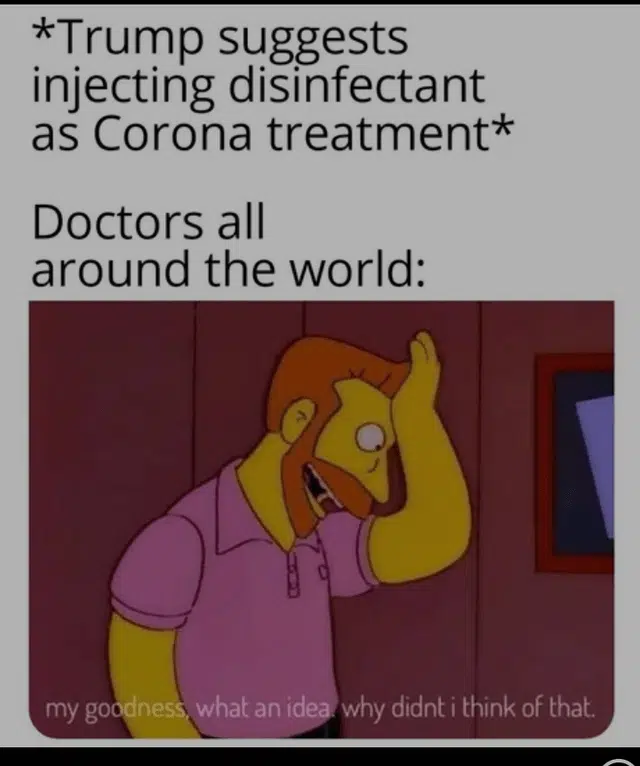 *Trump suggests
injecting disinfectant
as Corona treatment*
Doctors all
around the world:
my goodness, what an idea. why didnt i think of that.